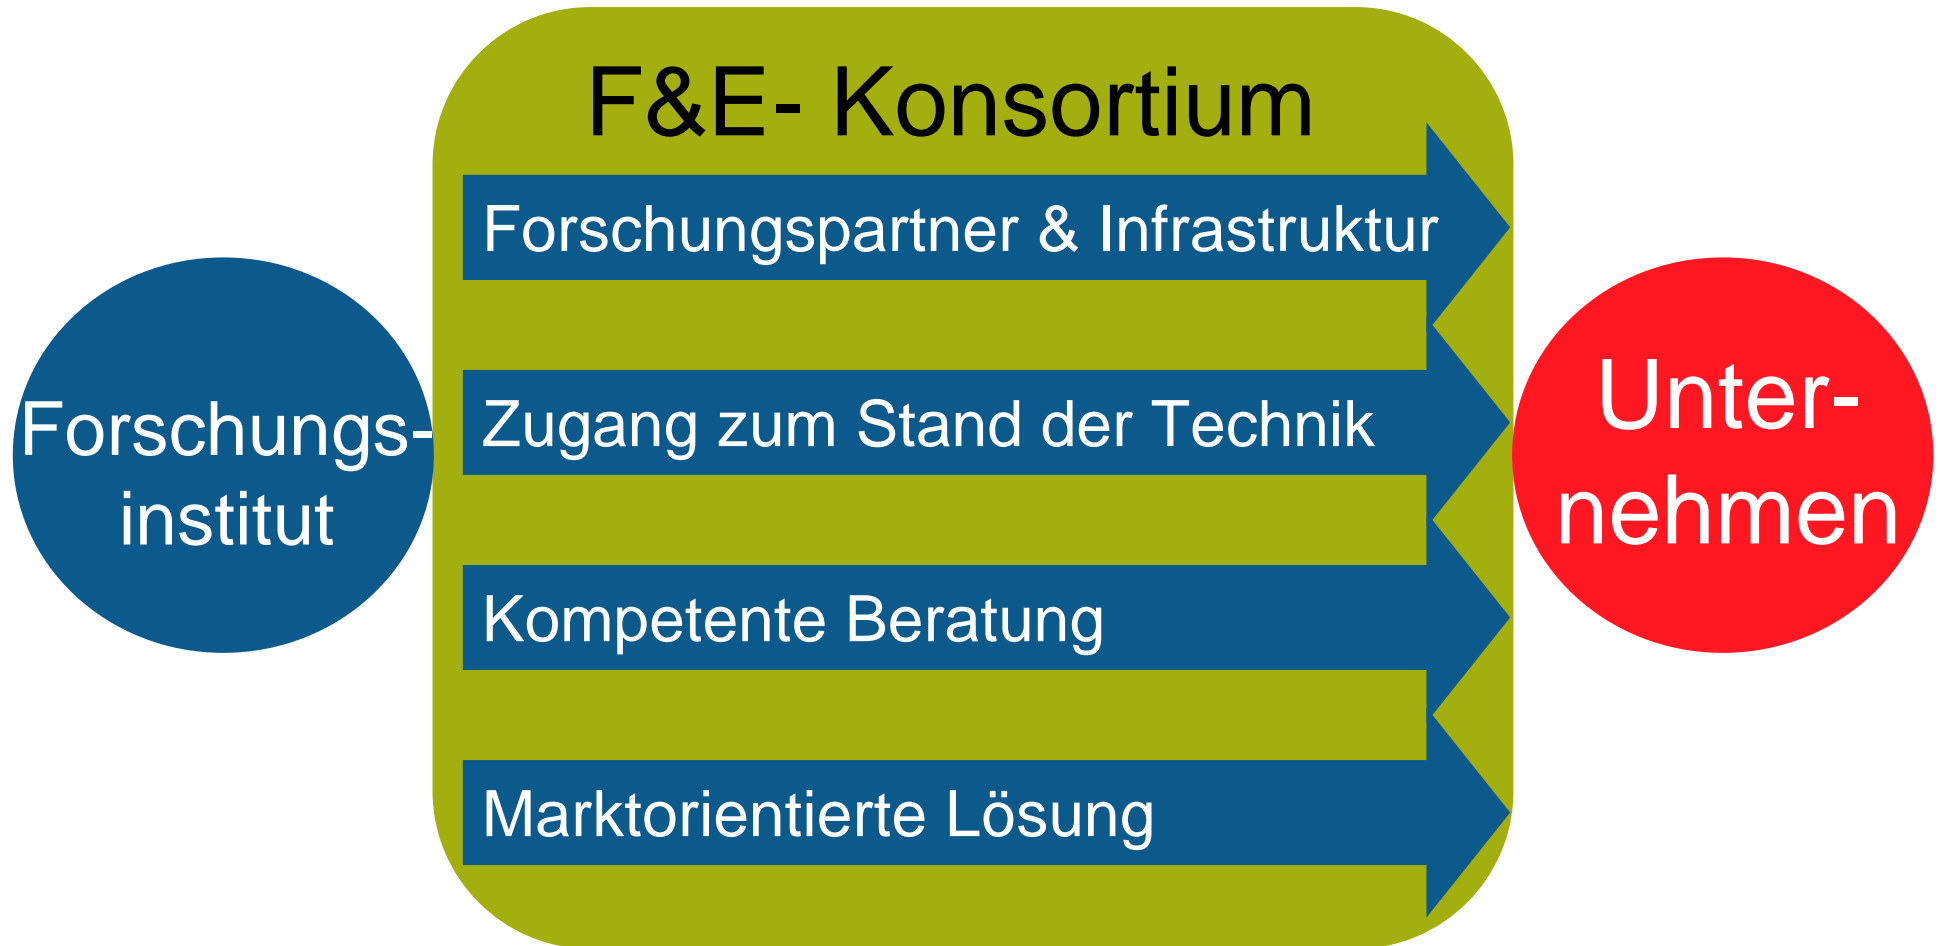 F&E- Konsortium
Forschungspartner & Infrastruktur
Zugang zum Stand der Technik
Kompetente Beratung
Marktorientierte Lösung
Forschungs-
institut
Unter-
nehmen